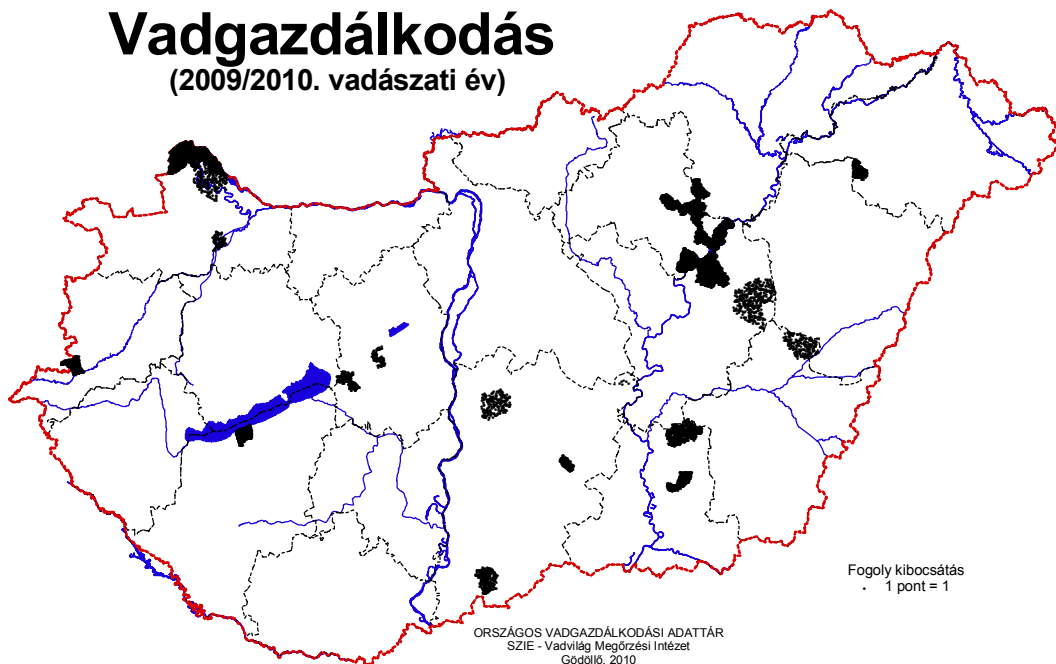 Vadgazdálkodás
(2009/2010. vadászati év)
Fogoly kibocsátás
. 1 pont = 1
ORSZÁGOS VADGAZDÁLKODÁSI ADATTÁR
SZIE - Vadvilág Megőrzési Intézet
Gödöllő, 2010